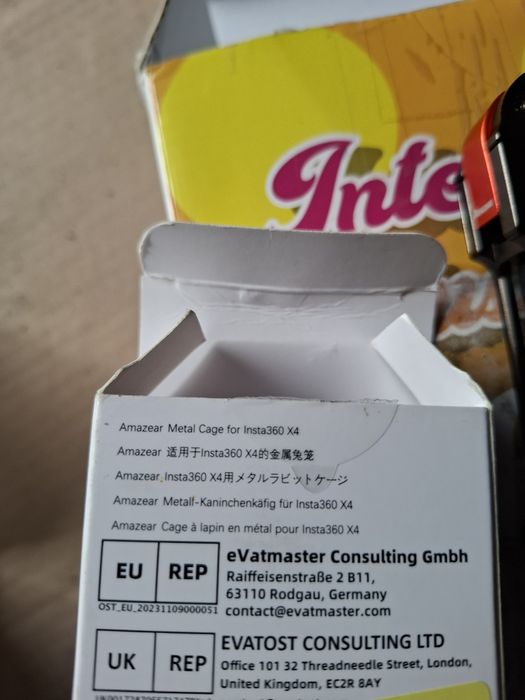 Inte
Amazear Metal Cage for Insta360 X4
Amazear 适用于Insta360 X4的金属兔笼
Amazear Insta360 X4用メタルラビットケージ
Amazear Metall-Kaninchenkäfig für Insta360 X4
Amazear Cage à lapin en métal pour Insta360 X4
EU REP
eVatmaster Consulting Gmbh
Raiffeisenstraße 2 B11,
63110 Rodgau, Germany
contact@evatmaster.com
OST_EU_20231109000051
UK REP
EVATOST CONSULTING LTD
Office 101 32 Threadneedle Street, London,
United Kingdom, EC2R 8AY